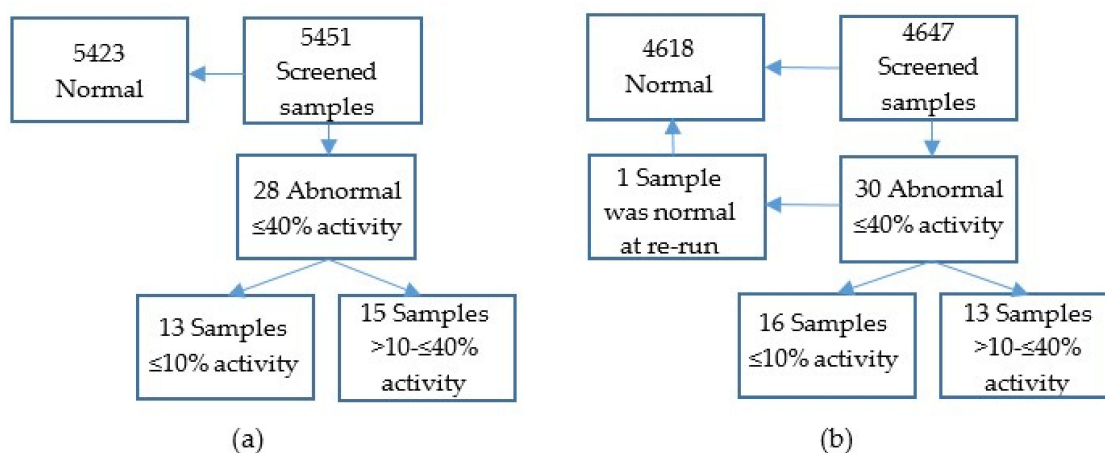 5423
Normal
5451
Screened
samples
28 Abnormal
≤40% activity
13 Samples
≤10% activity
15 Samples
>10-≤40%
activity
(a)
4618
Normal
4647
Screened
samples
1 Sample
was normal
at re-run
30 Abnormal
≤40% activity
16 Samples
≤10% activity
13 Samples
>10-≤40%
activity
(b)